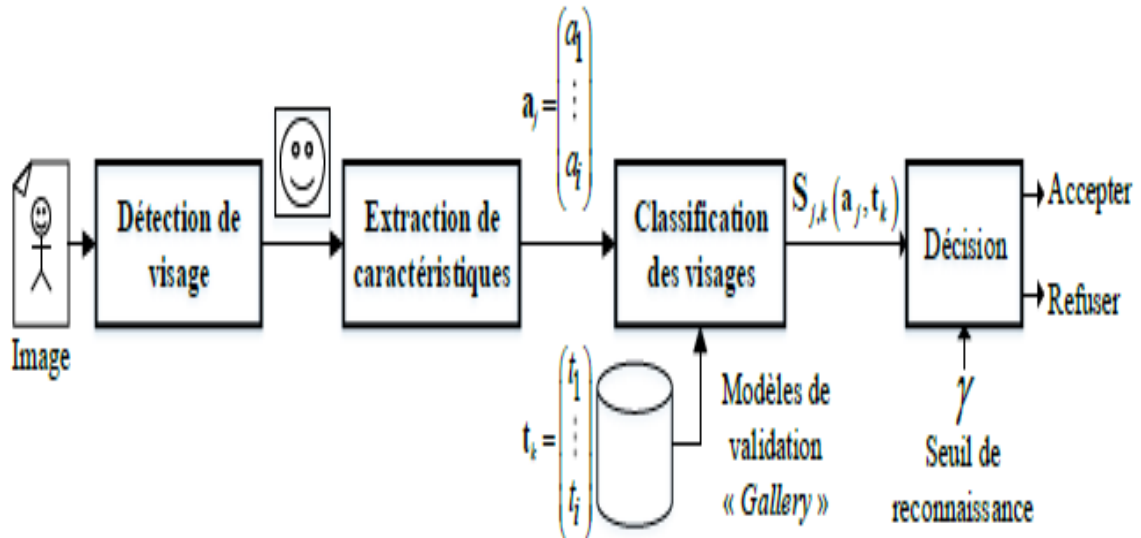 Image
Détection de
visage
Extraction de
caractéristiques
a_j = (a_1 ⋮ a_i)
Classification
des visages
t_k = (t_1 ⋮ t_i)
Modèles de
validation
« Gallery »
S_{j,k}(a_j, t_k)
Décision
γ
Seuil de
reconnaissance
Accepter
Refuser